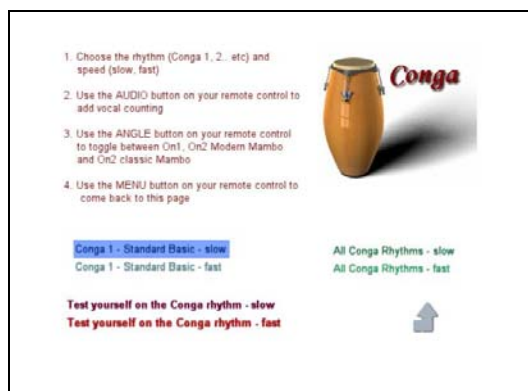 1. Choose the rhythm (Conga 1, 2.. etc) and
speed (slow, fast)
2. Use the AUDIO button on your remote control to
add vocal counting
3. Use the ANGLE button on your remote control
to toggle between On1, On2 Modern Mambo
and On2 classic Mambo
4. Use the MENU button on your remote control to
come back to this page
Conga
Conga 1 - Standard Basic - slow
Conga 1 - Standard Basic - fast
All Conga Rhythms - slow
All Conga Rhythms - fast
Test yourself on the Conga rhythm - slow
Test yourself on the Conga rhythm - fast